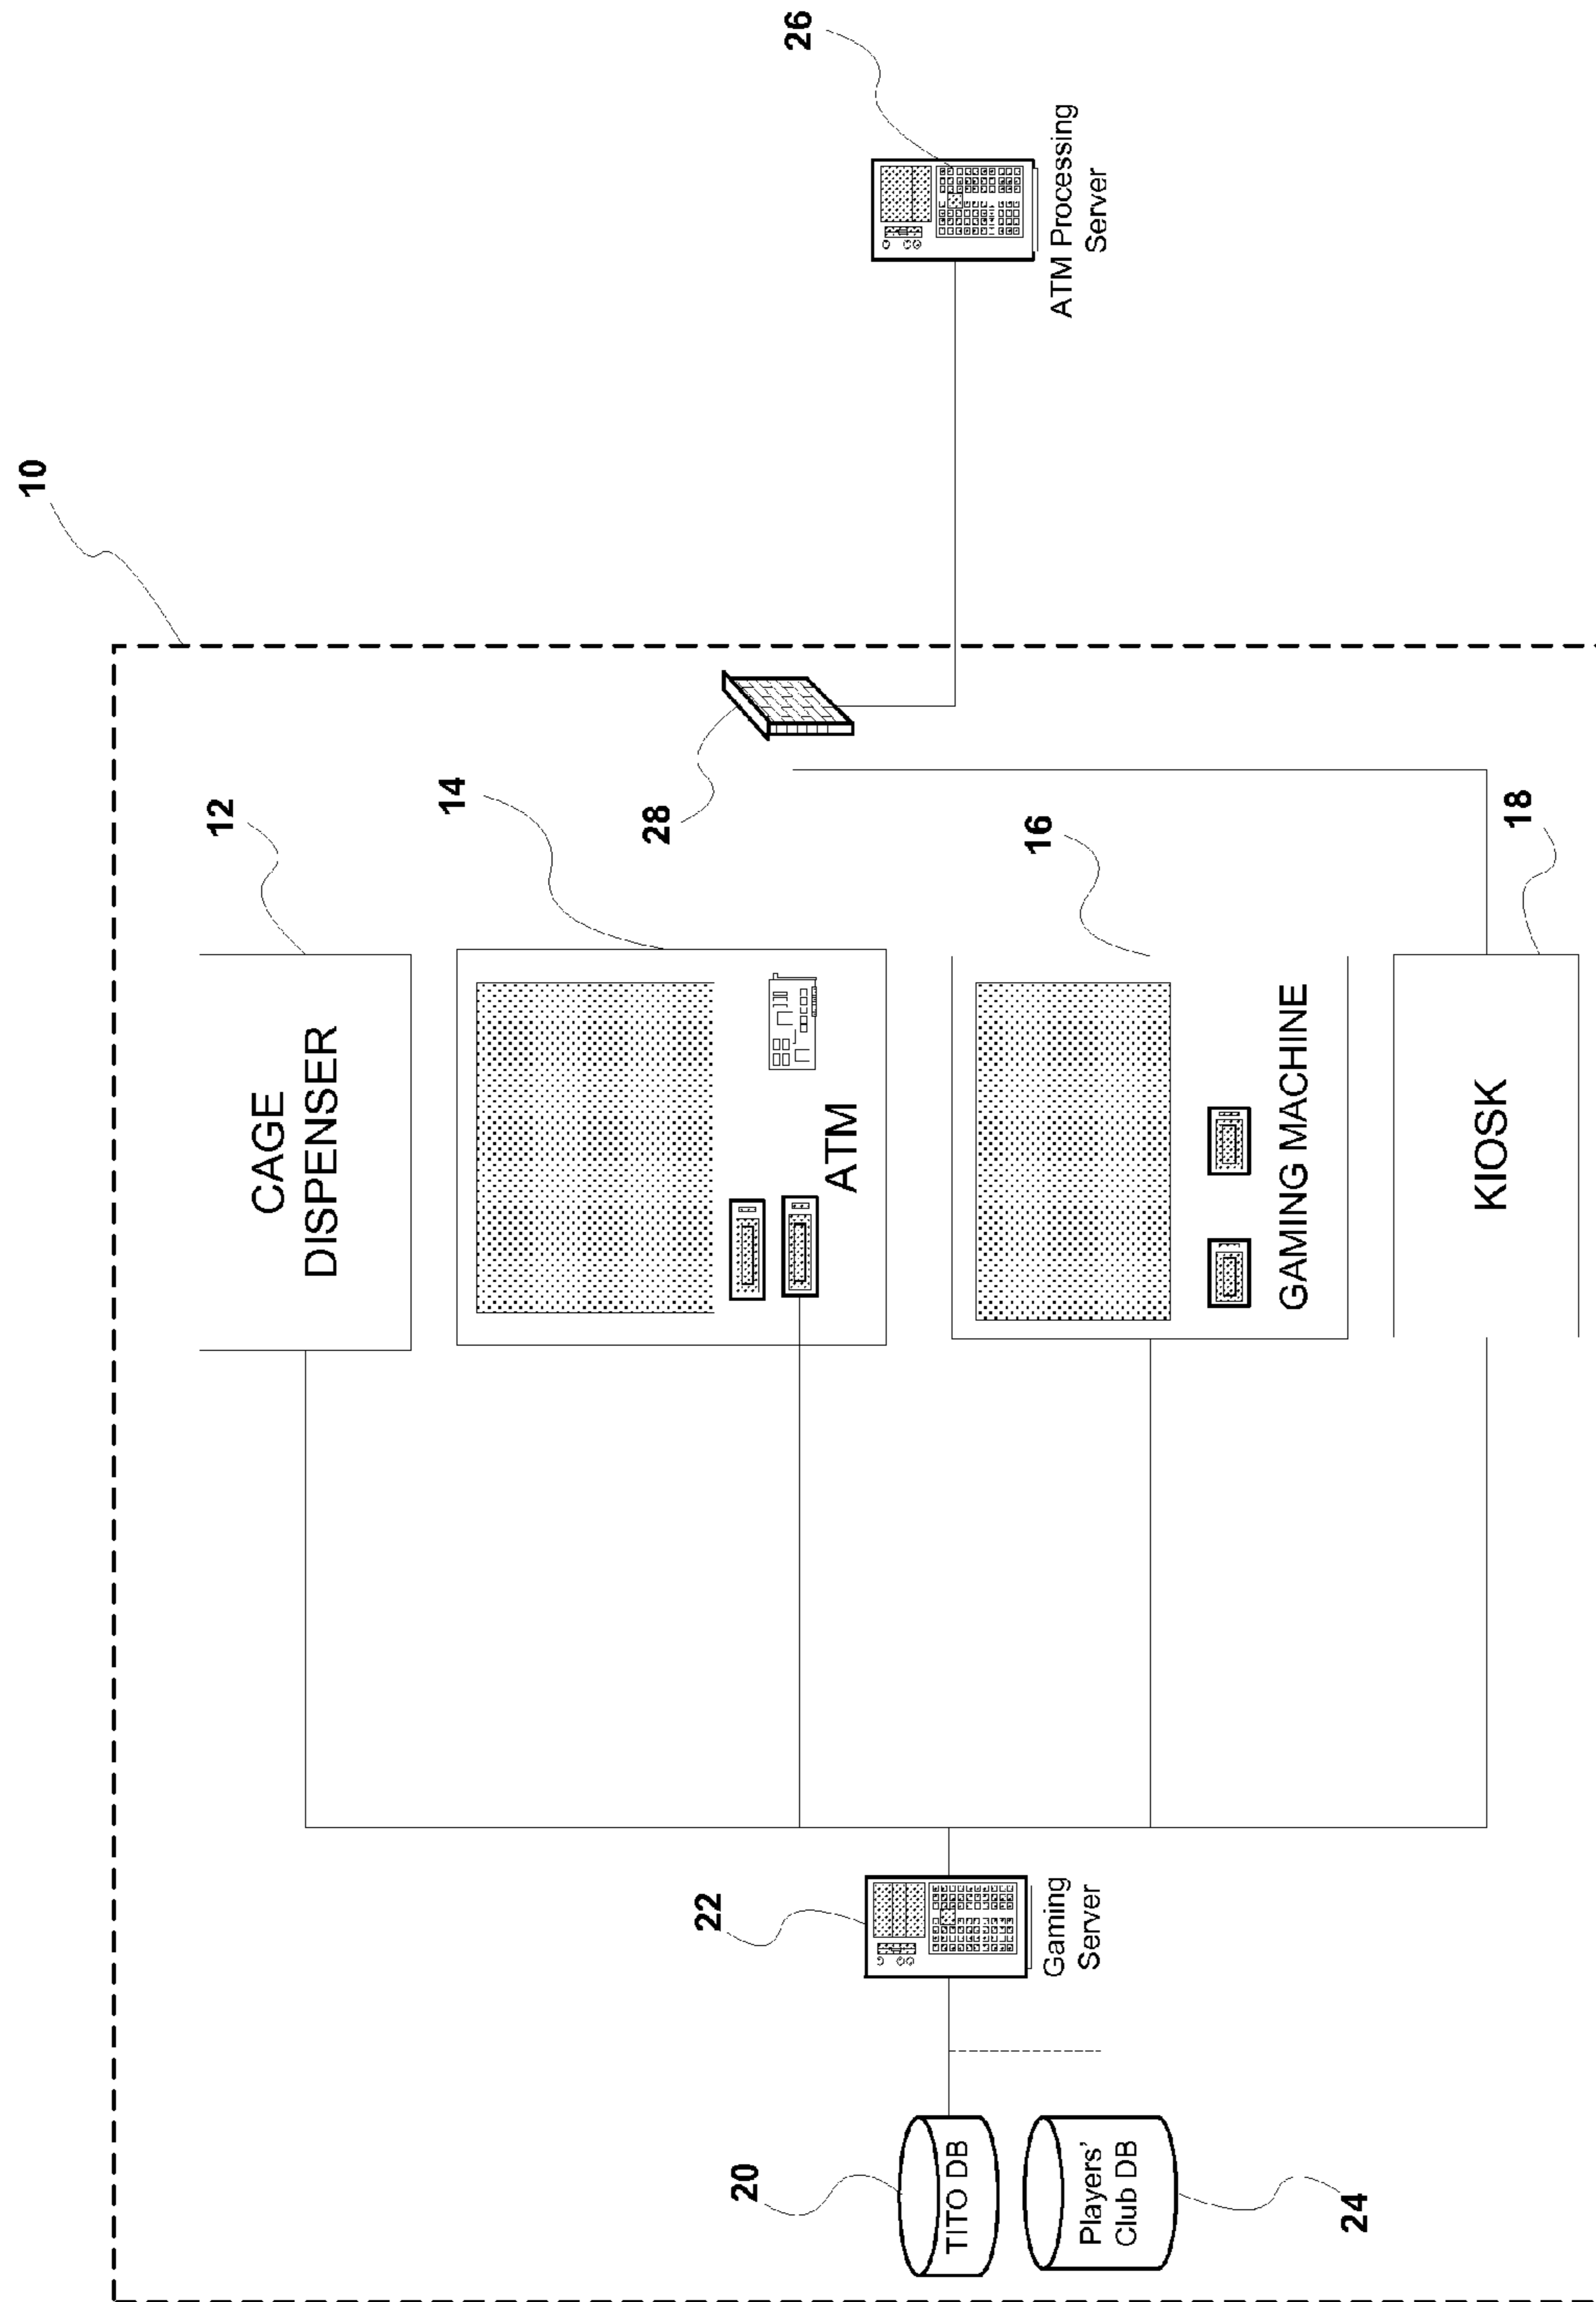 10
12
CAGE
DISPENSER
14
ATM
28
16
GAMING MACHINE
18
KIOSK
22
Gaming
Server
20
TITO DB
Players'
Club DB
24
26
ATM Processing
Server